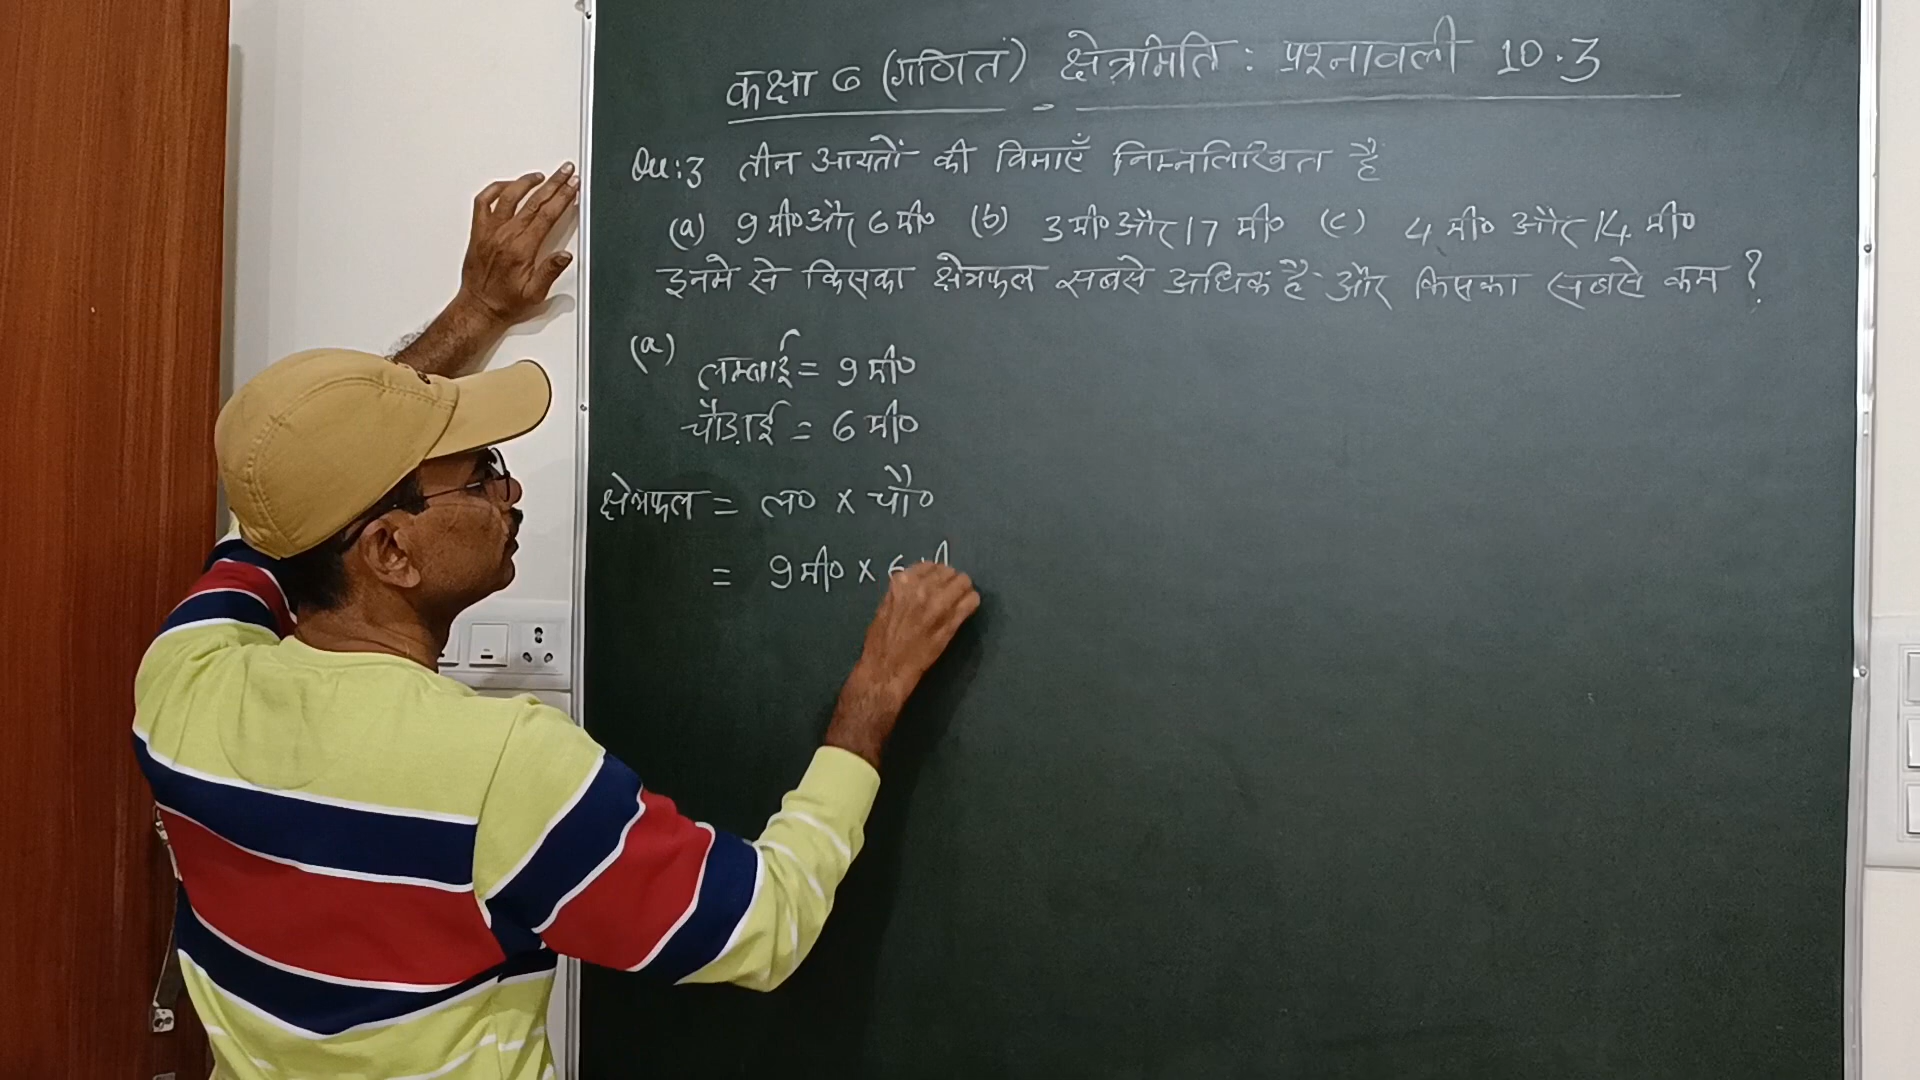 कक्षा 6 (गणित) क्षेत्रमिति : प्रश्नावली 10.3
Qu:3 तीन आयतों की विमाएँ निम्नलिखित हैं
(a) 9 मी० और 6 मी० (b) 3 मी० और 17 मी० (c) 4 मी० और 14 मी०
इनमे से किसका क्षेत्रफल सबसे अधिक है और किसका सबसे कम ?
(a)
लम्बाई = 9 मी०
चौड़ाई = 6 मी०
क्षेत्रफल = ल० × चौ०
= 9 मी० × 6 मी